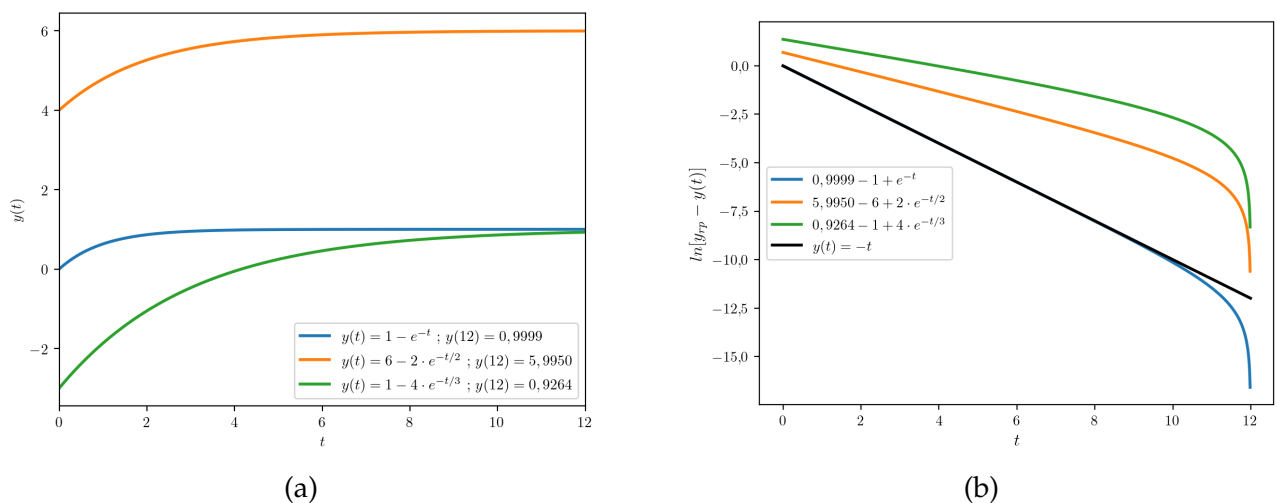 6
4
2
0
−2
y(t)
0
2
4
6
8
10
12
t
y(t) = 1 − e^{−t} ; y(12) = 0,9999
y(t) = 6 − 2 · e^{−t/2} ; y(12) = 5,9950
y(t) = 1 − 4 · e^{−t/3} ; y(12) = 0,9264
(a)
0,0
−2,5
−5,0
−7,5
−10,0
−12,5
−15,0
ln[y_{rp} − y(t)]
0
2
4
6
8
10
12
t
0,9999 − 1 + e^{−t}
5,9950 − 6 + 2 · e^{−t/2}
0,9264 − 1 + 4 · e^{−t/3}
y(t) = −t
(b)